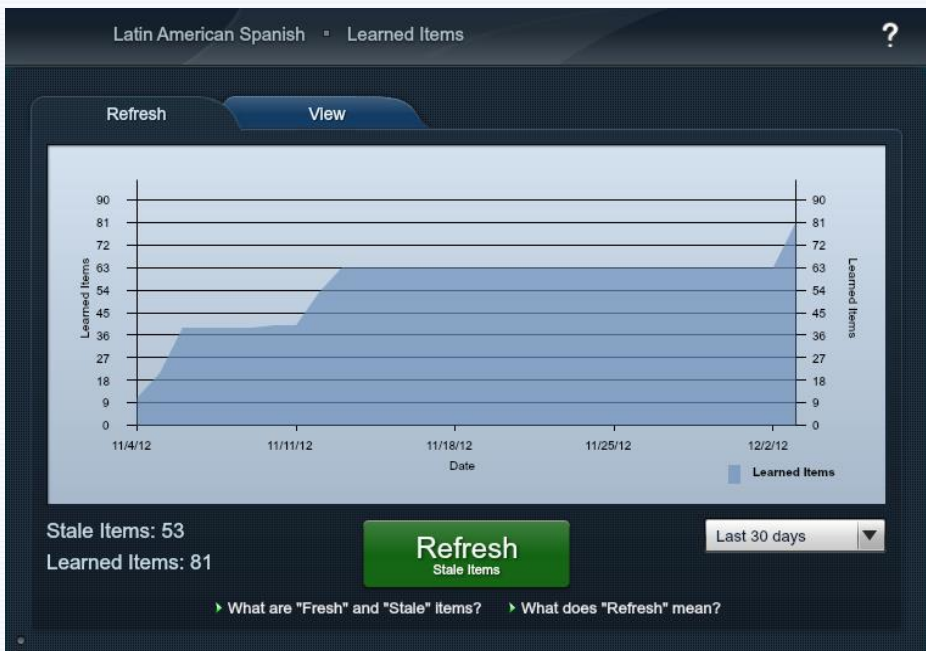 Latin American Spanish ▪ Learned Items ?
Refresh View
90 90
81 81
72 72
63 63
54 54
45 45
36 36
27 27
18 18
9 9
0 0
Learned Items
Learned Items
11/4/12 11/11/12 11/18/12 11/25/12 12/2/12
Date
Learned Items
Stale Items: 53
Learned Items: 81
Refresh
Stale Items
Last 30 days
What are "Fresh" and "Stale" items? What does "Refresh" mean?